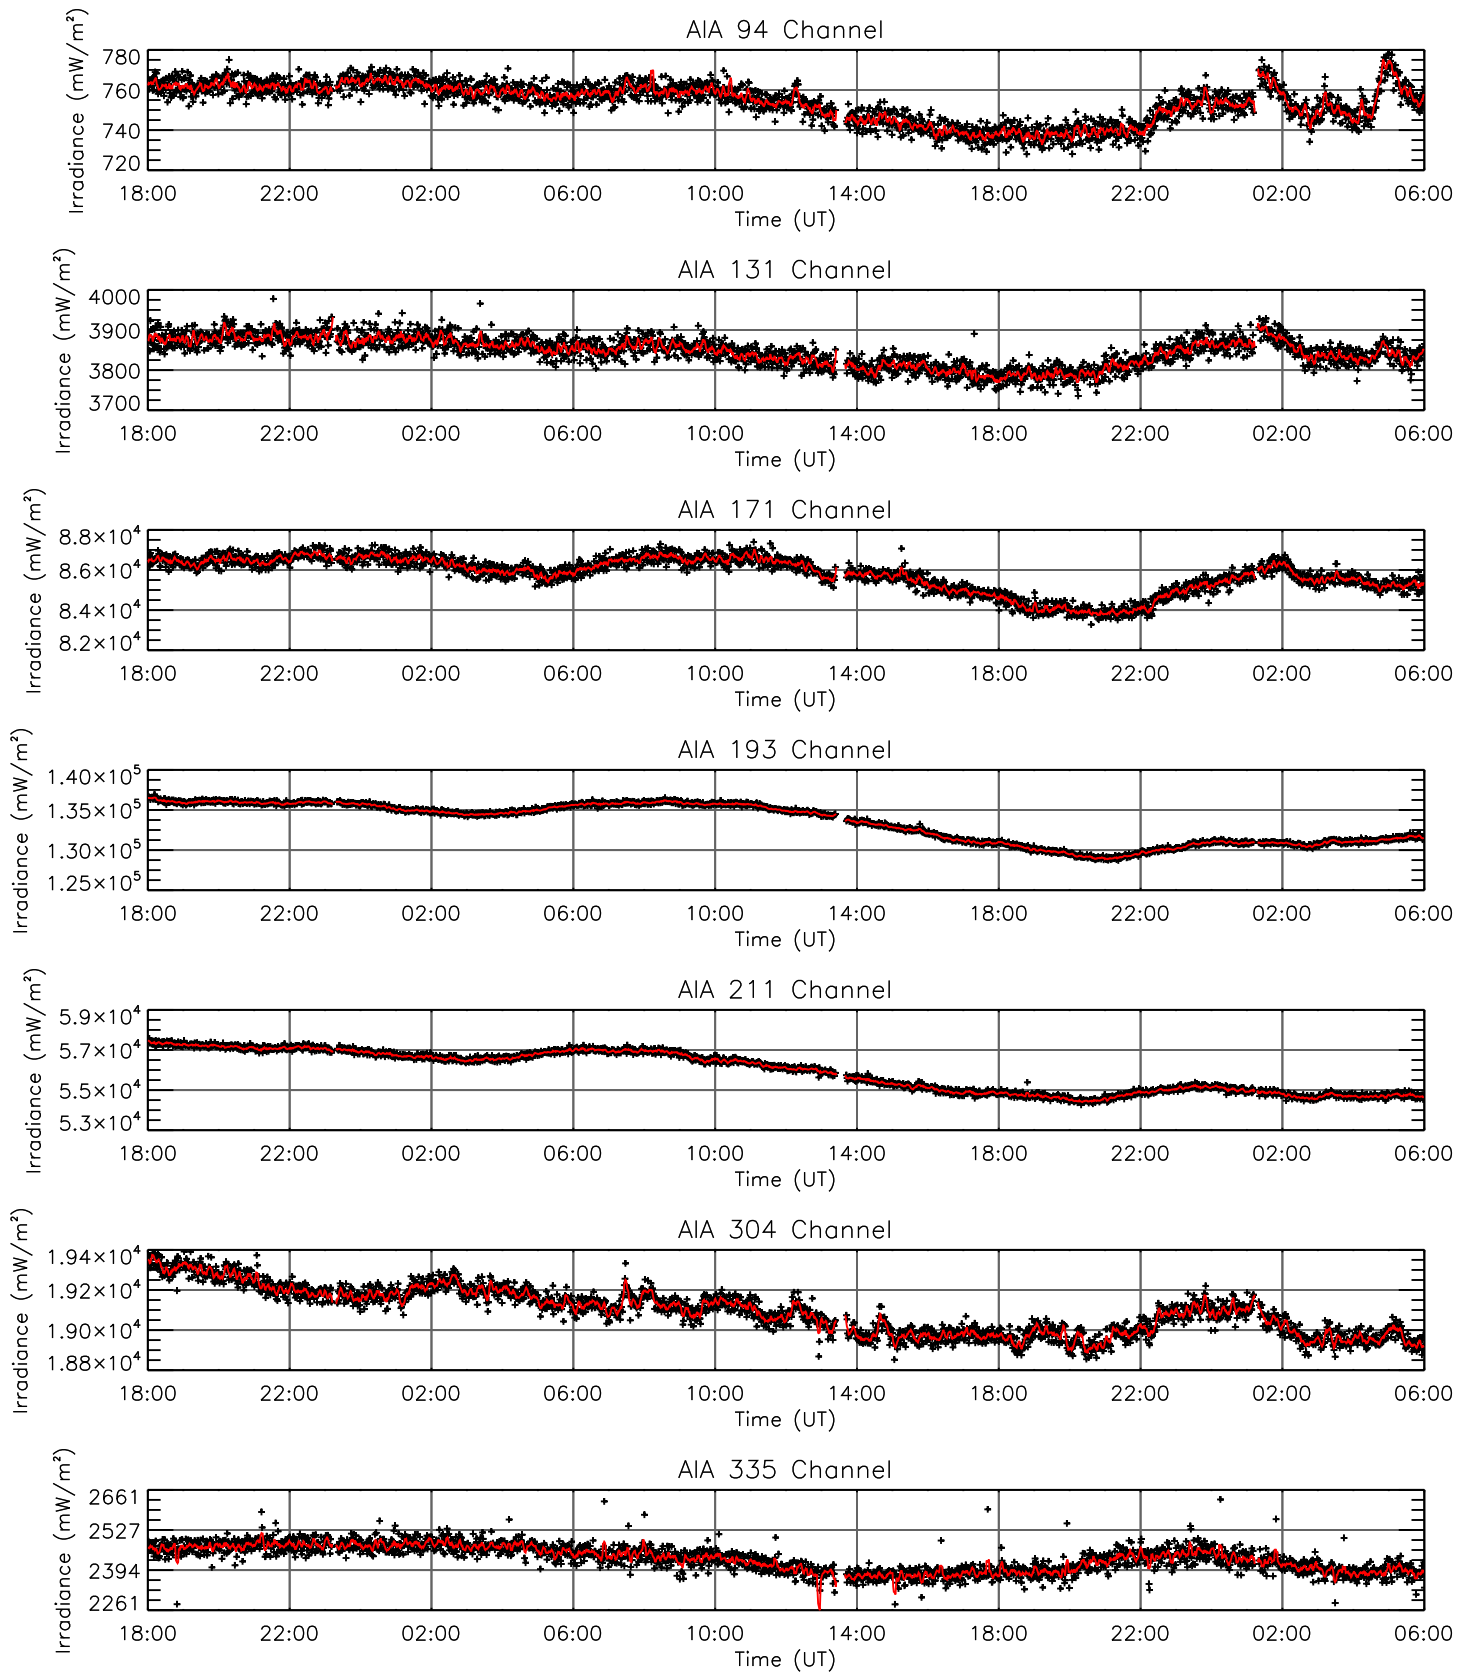 AIA 94 Channel
Irradiance (mW/m²)
780
760
740
720
18:00 22:00 02:00 06:00 10:00 14:00 18:00 22:00 02:00 06:00
Time (UT)
AIA 131 Channel
Irradiance (mW/m²)
4000
3900
3800
3700
18:00 22:00 02:00 06:00 10:00 14:00 18:00 22:00 02:00 06:00
Time (UT)
AIA 171 Channel
Irradiance (mW/m²)
8.8×10⁴
8.6×10⁴
8.4×10⁴
8.2×10⁴
18:00 22:00 02:00 06:00 10:00 14:00 18:00 22:00 02:00 06:00
Time (UT)
AIA 193 Channel
Irradiance (mW/m²)
1.40×10⁵
1.35×10⁵
1.30×10⁵
1.25×10⁵
18:00 22:00 02:00 06:00 10:00 14:00 18:00 22:00 02:00 06:00
Time (UT)
AIA 211 Channel
Irradiance (mW/m²)
5.9×10⁴
5.7×10⁴
5.5×10⁴
5.3×10⁴
18:00 22:00 02:00 06:00 10:00 14:00 18:00 22:00 02:00 06:00
Time (UT)
AIA 304 Channel
Irradiance (mW/m²)
1.94×10⁴
1.92×10⁴
1.90×10⁴
1.88×10⁴
18:00 22:00 02:00 06:00 10:00 14:00 18:00 22:00 02:00 06:00
Time (UT)
AIA 335 Channel
Irradiance (mW/m²)
2661
2527
2394
2261
18:00 22:00 02:00 06:00 10:00 14:00 18:00 22:00 02:00 06:00
Time (UT)